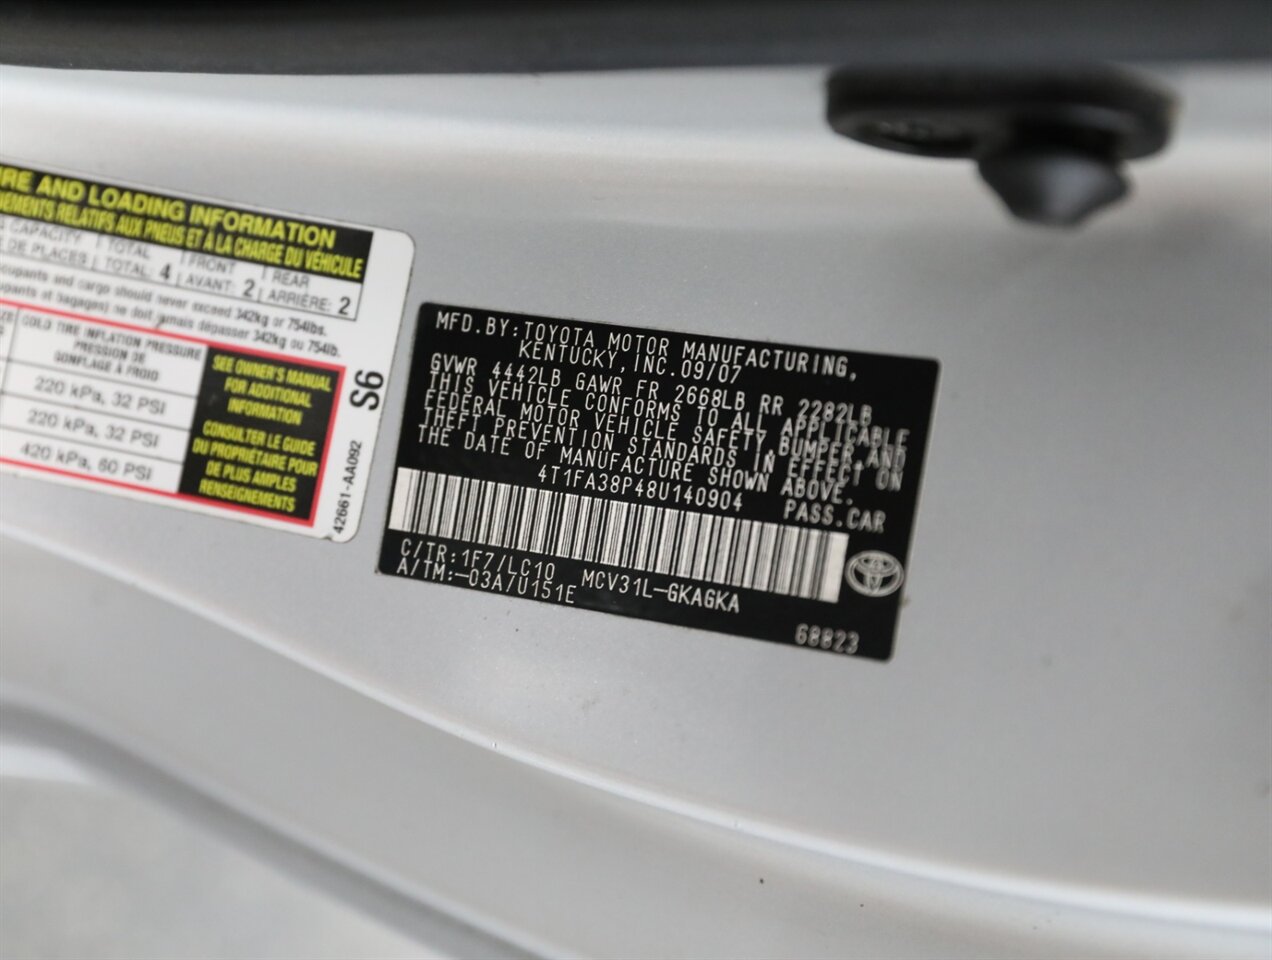 RE AND LOADING INFORMATION
NEMENTS RELATIFS AUX PNEUS ET À LA CHARGE DU VÉHICULE
CAPACITY | TOTAL | FRONT | REAR
E DE PLACES | TOTAL: 4 | AVANT: 2 | ARRIÈRE: 2
cupants and cargo should never exceed 342kg or 754lbs.
upants et bagages) ne doit jamais dépasser 342kg ou 754lb.
COLD TIRE INFLATION PRESSURE
PRESSION DE
GONFLAGE À FROID
220 kPa, 32 PSI
220 kPa, 32 PSI
420 kPa, 60 PSI
SEE OWNER'S MANUAL
FOR ADDITIONAL
INFORMATION
CONSULTER LE GUIDE
DU PROPRIÉTAIRE POUR
DE PLUS AMPLES
RENSEIGNEMENTS
S6
42661-AA092
MFD.BY:TOYOTA MOTOR MANUFACTURING,
KENTUCKY,INC.09/07
GVWR 4442LB GAWR FR 2668LB RR 2282LB
THIS VEHICLE CONFORMS TO ALL APPLICABLE
FEDERAL MOTOR VEHICLE SAFETY,BUMPER,AND
THEFT PREVENTION STANDARDS IN EFFECT ON
THE DATE OF MANUFACTURE SHOWN ABOVE.
4T1FA38P48U140904 PASS.CAR
C/TR:1F7/LC10 MCV31L-GKAGKA
A/TM:-03A/U151E
68823